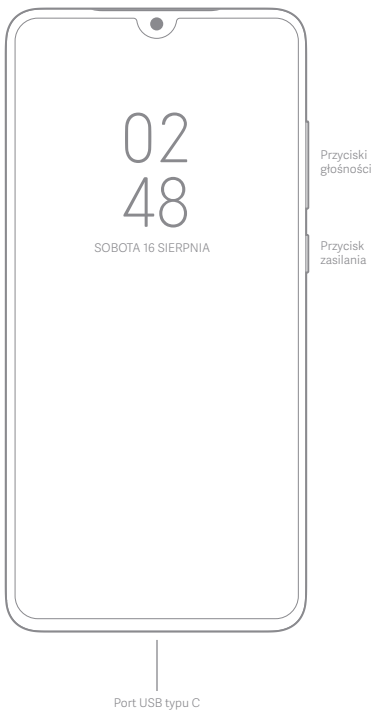 02
48
SOBOTA 16 SIERPNIA
Przyciski
głośności
Przycisk
zasilania
Port USB typu C